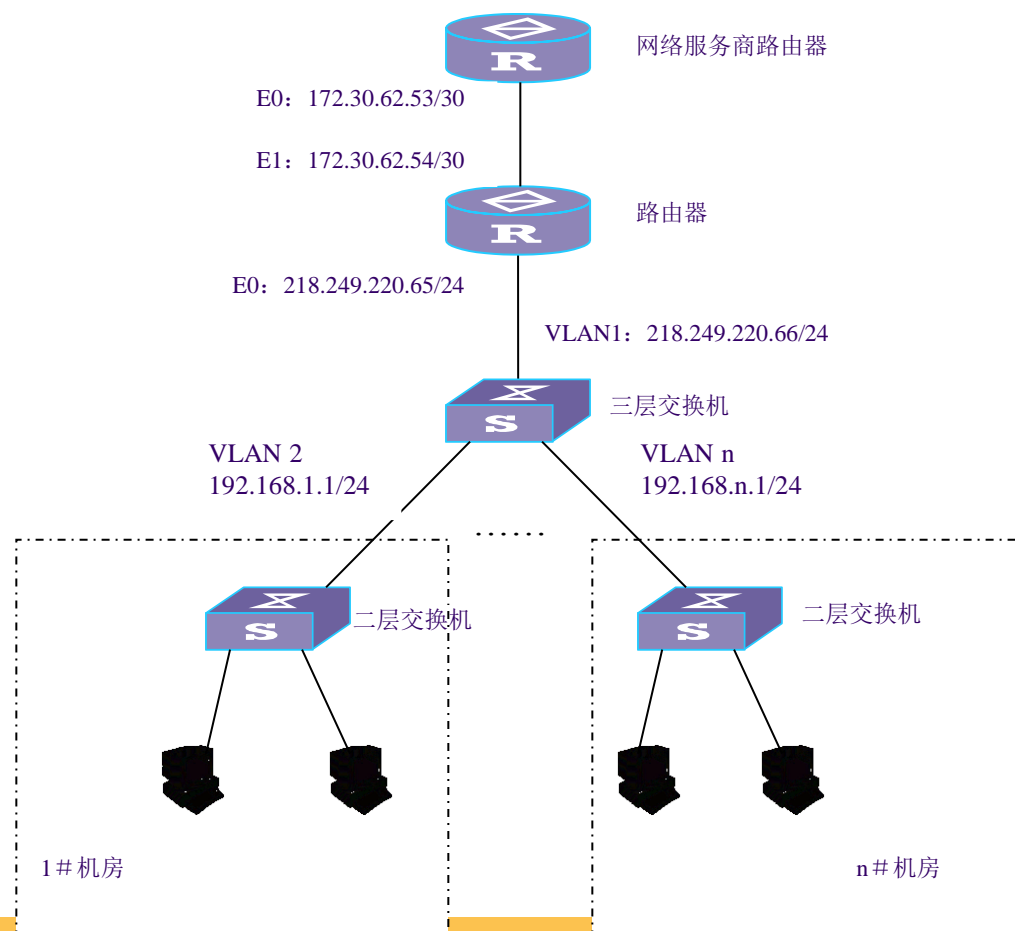 网络服务商路由器
R
E0：172.30.62.53/30
E1：172.30.62.54/30
路由器
R
E0：218.249.220.65/24
VLAN1：218.249.220.66/24
三层交换机
S
VLAN 2
192.168.1.1/24
VLAN n
192.168.n.1/24
······
二层交换机
S
二层交换机
S
1＃机房
n＃机房